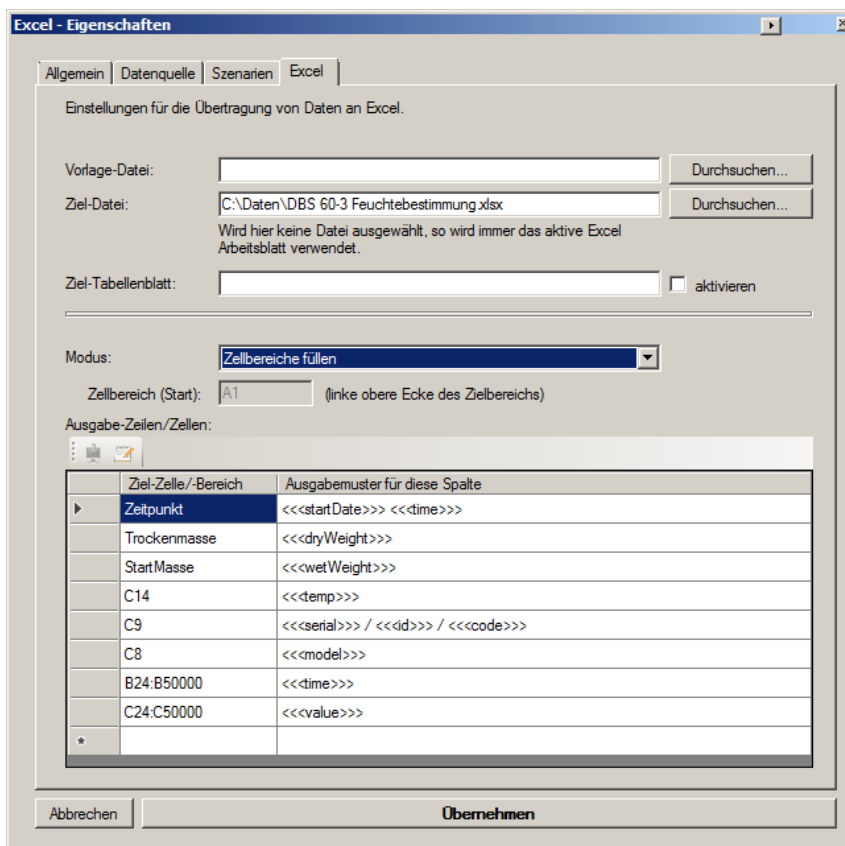 Excel - Eigenschaften
Allgemein Datenquelle Szenarien Excel
Einstellungen für die Übertragung von Daten an Excel.
Vorlage-Datei: Durchsuchen...
Ziel-Datei: C:\Daten\DBS 60-3 Feuchtebestimmung.xlsx Durchsuchen...
Wird hier keine Datei ausgewählt, so wird immer das aktive Excel
Arbeitsblatt verwendet.
Ziel-Tabellenblatt: aktivieren
Modus: Zellbereiche füllen
Zellbereich (Start): A1 (linke obere Ecke des Zielbereichs)
Ausgabe-Zeilen/Zellen:
Ziel-Zelle/-Bereich Ausgabemuster für diese Spalte
Zeitpunkt <<<startDate>>> <<<time>>>
Trockenmasse <<<dryWeight>>>
StartMasse <<<wetWeight>>>
C14 <<<temp>>>
C9 <<<serial>>> / <<<id>>> / <<<code>>>
C8 <<<model>>>
B24:B50000 <<<time>>>
C24:C50000 <<<value>>>
*
Abbrechen Übernehmen